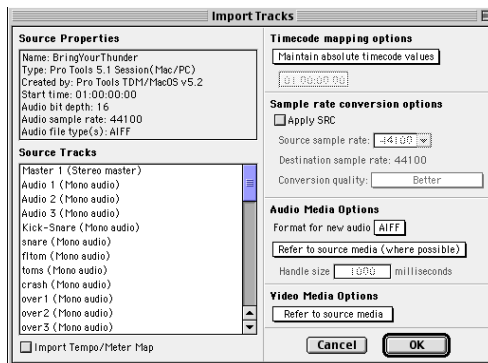 Import Tracks
Source Properties
Name: BringYourThunder
Type: Pro Tools 5.1 Session(Mac/PC)
Created by: Pro Tools TDM/MacOS v5.2
Start time: 01:00:00:00
Audio bit depth: 16
Audio sample rate: 44100
Audio file type(s): AIFF
Source Tracks
Master 1 (Stereo master)
Audio 1 (Mono audio)
Audio 2 (Mono audio)
Audio 3 (Mono audio)
Kick-Snare (Mono audio)
snare (Mono audio)
fltom (Mono audio)
toms (Mono audio)
crash (Mono audio)
over1 (Mono audio)
over2 (Mono audio)
over3 (Mono audio)
Import Tempo/Meter Map
Timecode mapping options
Maintain absolute timecode values
01:00:00:00
Sample rate conversion options
Apply SRC
Source sample rate: 44100
Destination sample rate: 44100
Conversion quality: Better
Audio Media Options
Format for new audio AIFF
Refer to source media (where possible)
Handle size 1000 milliseconds
Video Media Options
Refer to source media
Cancel OK